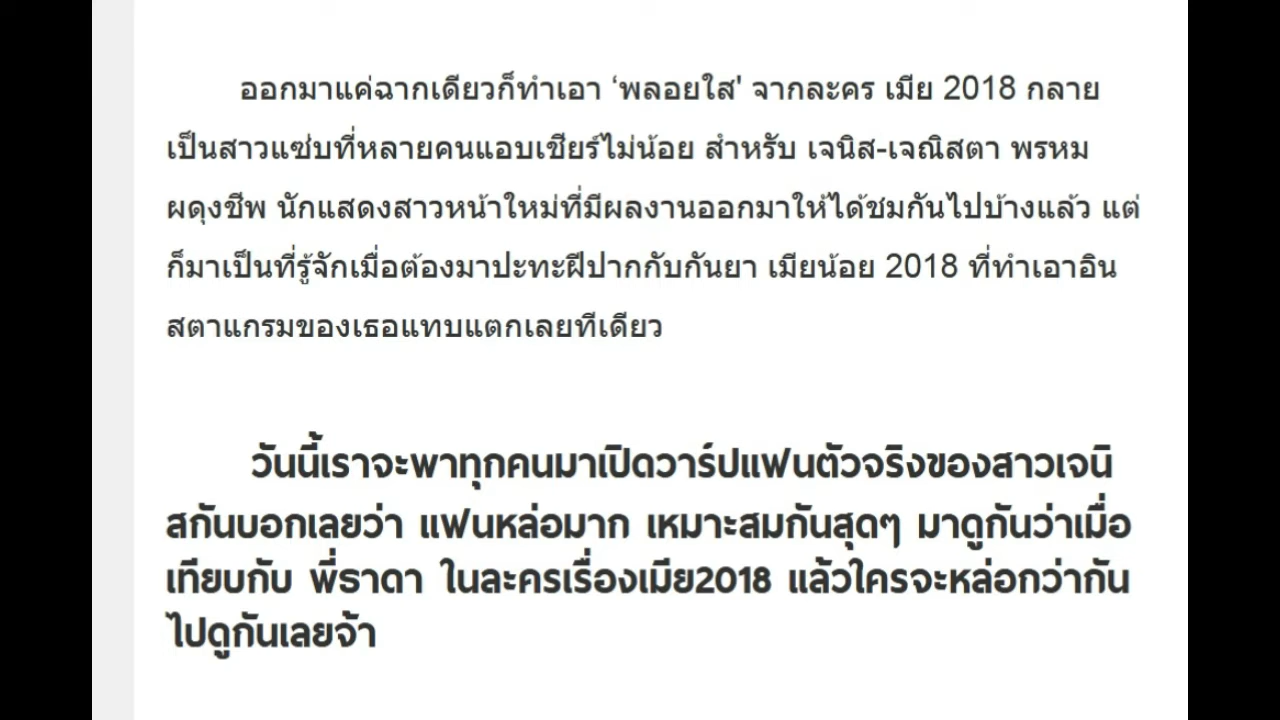 ออกมาแค่ฉากเดียวก็ทำเอา ‘พลอยใส' จากละคร เมีย 2018 กลาย
เป็นสาวแซ่บที่หลายคนแอบเชียร์ไม่น้อย สำหรับ เจนิส-เจณิสตา พรหม
ผดุงชีพ นักแสดงสาวหน้าใหม่ที่มีผลงานออกมาให้ได้ชมกันไปบ้างแล้ว แต่
ก็มาเป็นที่รู้จักเมื่อต้องมาปะทะฝีปากกับกันยา เมียน้อย 2018 ที่ทำเอาอิน
สตาแกรมของเธอแทบแตกเลยทีเดียว
วันนี้เราจะพาทุกคนมาเปิดวาร์ปแฟนตัวจริงของสาวเจนิ
สกันบอกเลยว่า แฟนหล่อมาก เหมาะสมกันสุดๆ มาดูกันว่าเมื่อ
เทียบกับ พี่ธาดา ในละครเรื่องเมีย2018 แล้วใครจะหล่อกว่ากัน
ไปดูกันเลยจ้า